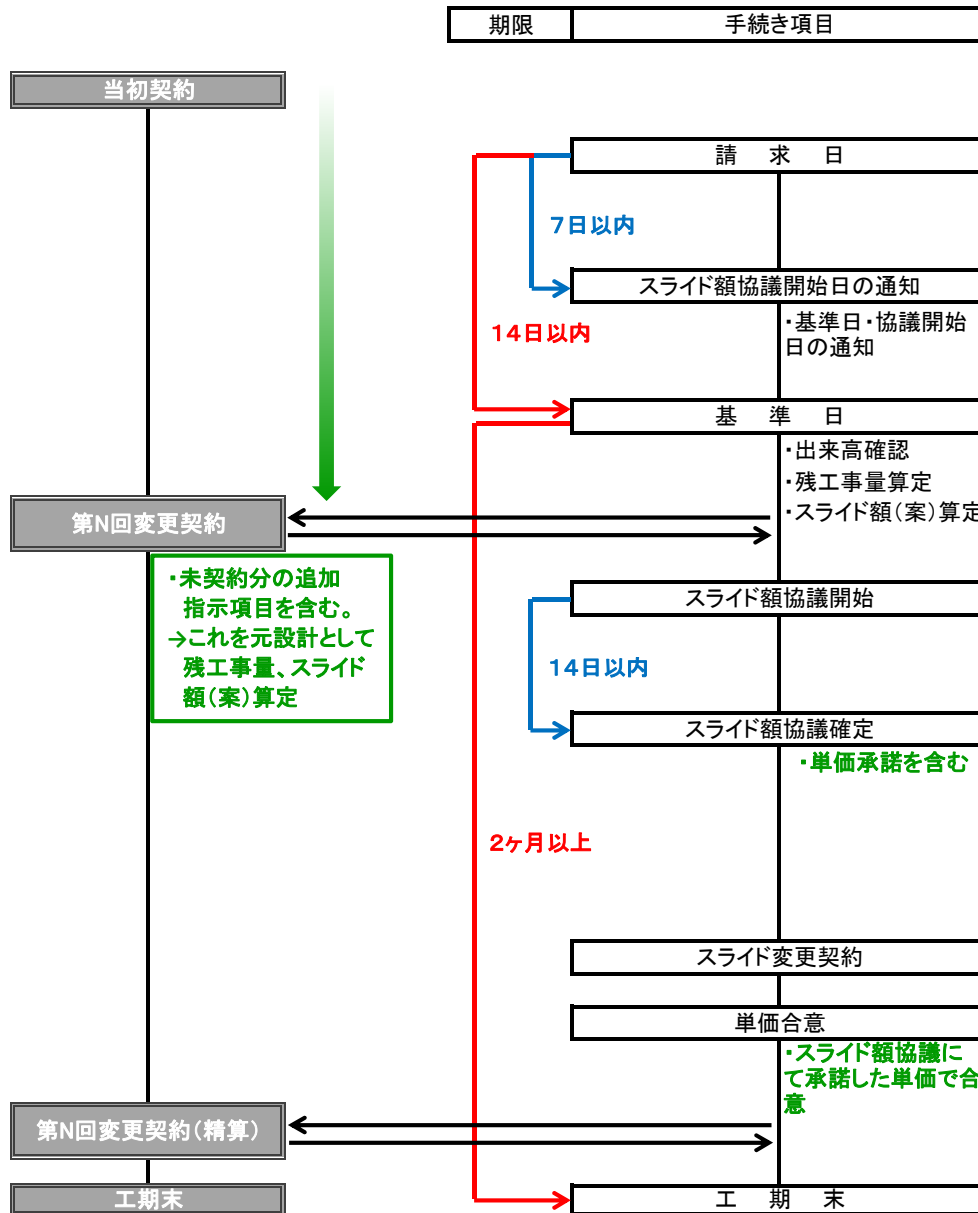 期限 手続き項目
当初契約
請 求 日
7日以内
スライド額協議開始日の通知
・基準日・協議開始
日の通知
14日以内
基 準 日
・出来高確認
・残工事量算定
・スライド額(案)算定
第N回変更契約
・未契約分の追加
指示項目を含む。
→これを元設計として
残工事量、スライド
額(案)算定
スライド額協議開始
14日以内
スライド額協議確定
・単価承諾を含む
2ヶ月以上
スライド変更契約
単価合意
・スライド額協議に
て承諾した単価で合
意
第N回変更契約(精算)
工期末
工 期 末